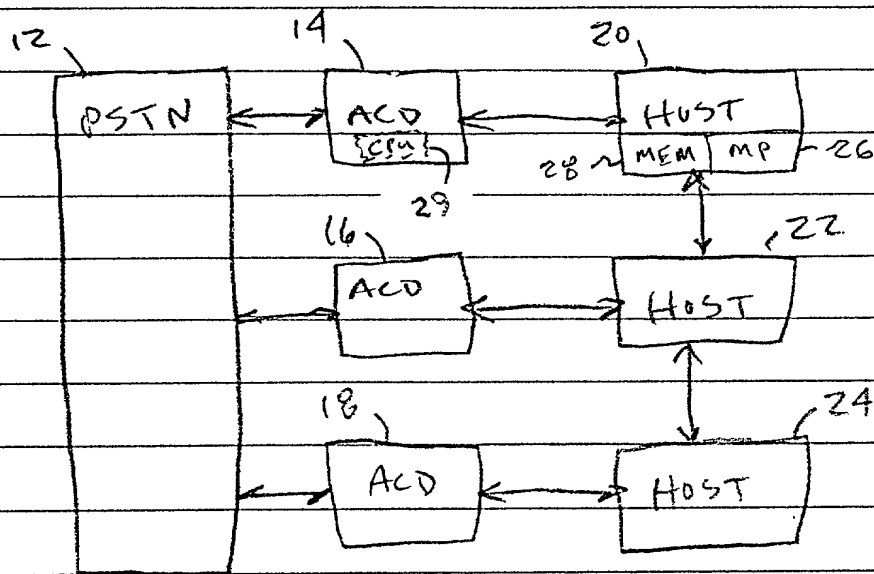 12 14 20
PSTN ACD HOST
{CPU} 28 MEM MP 26
29
16 22
ACD HOST
18 24
ACD HOST